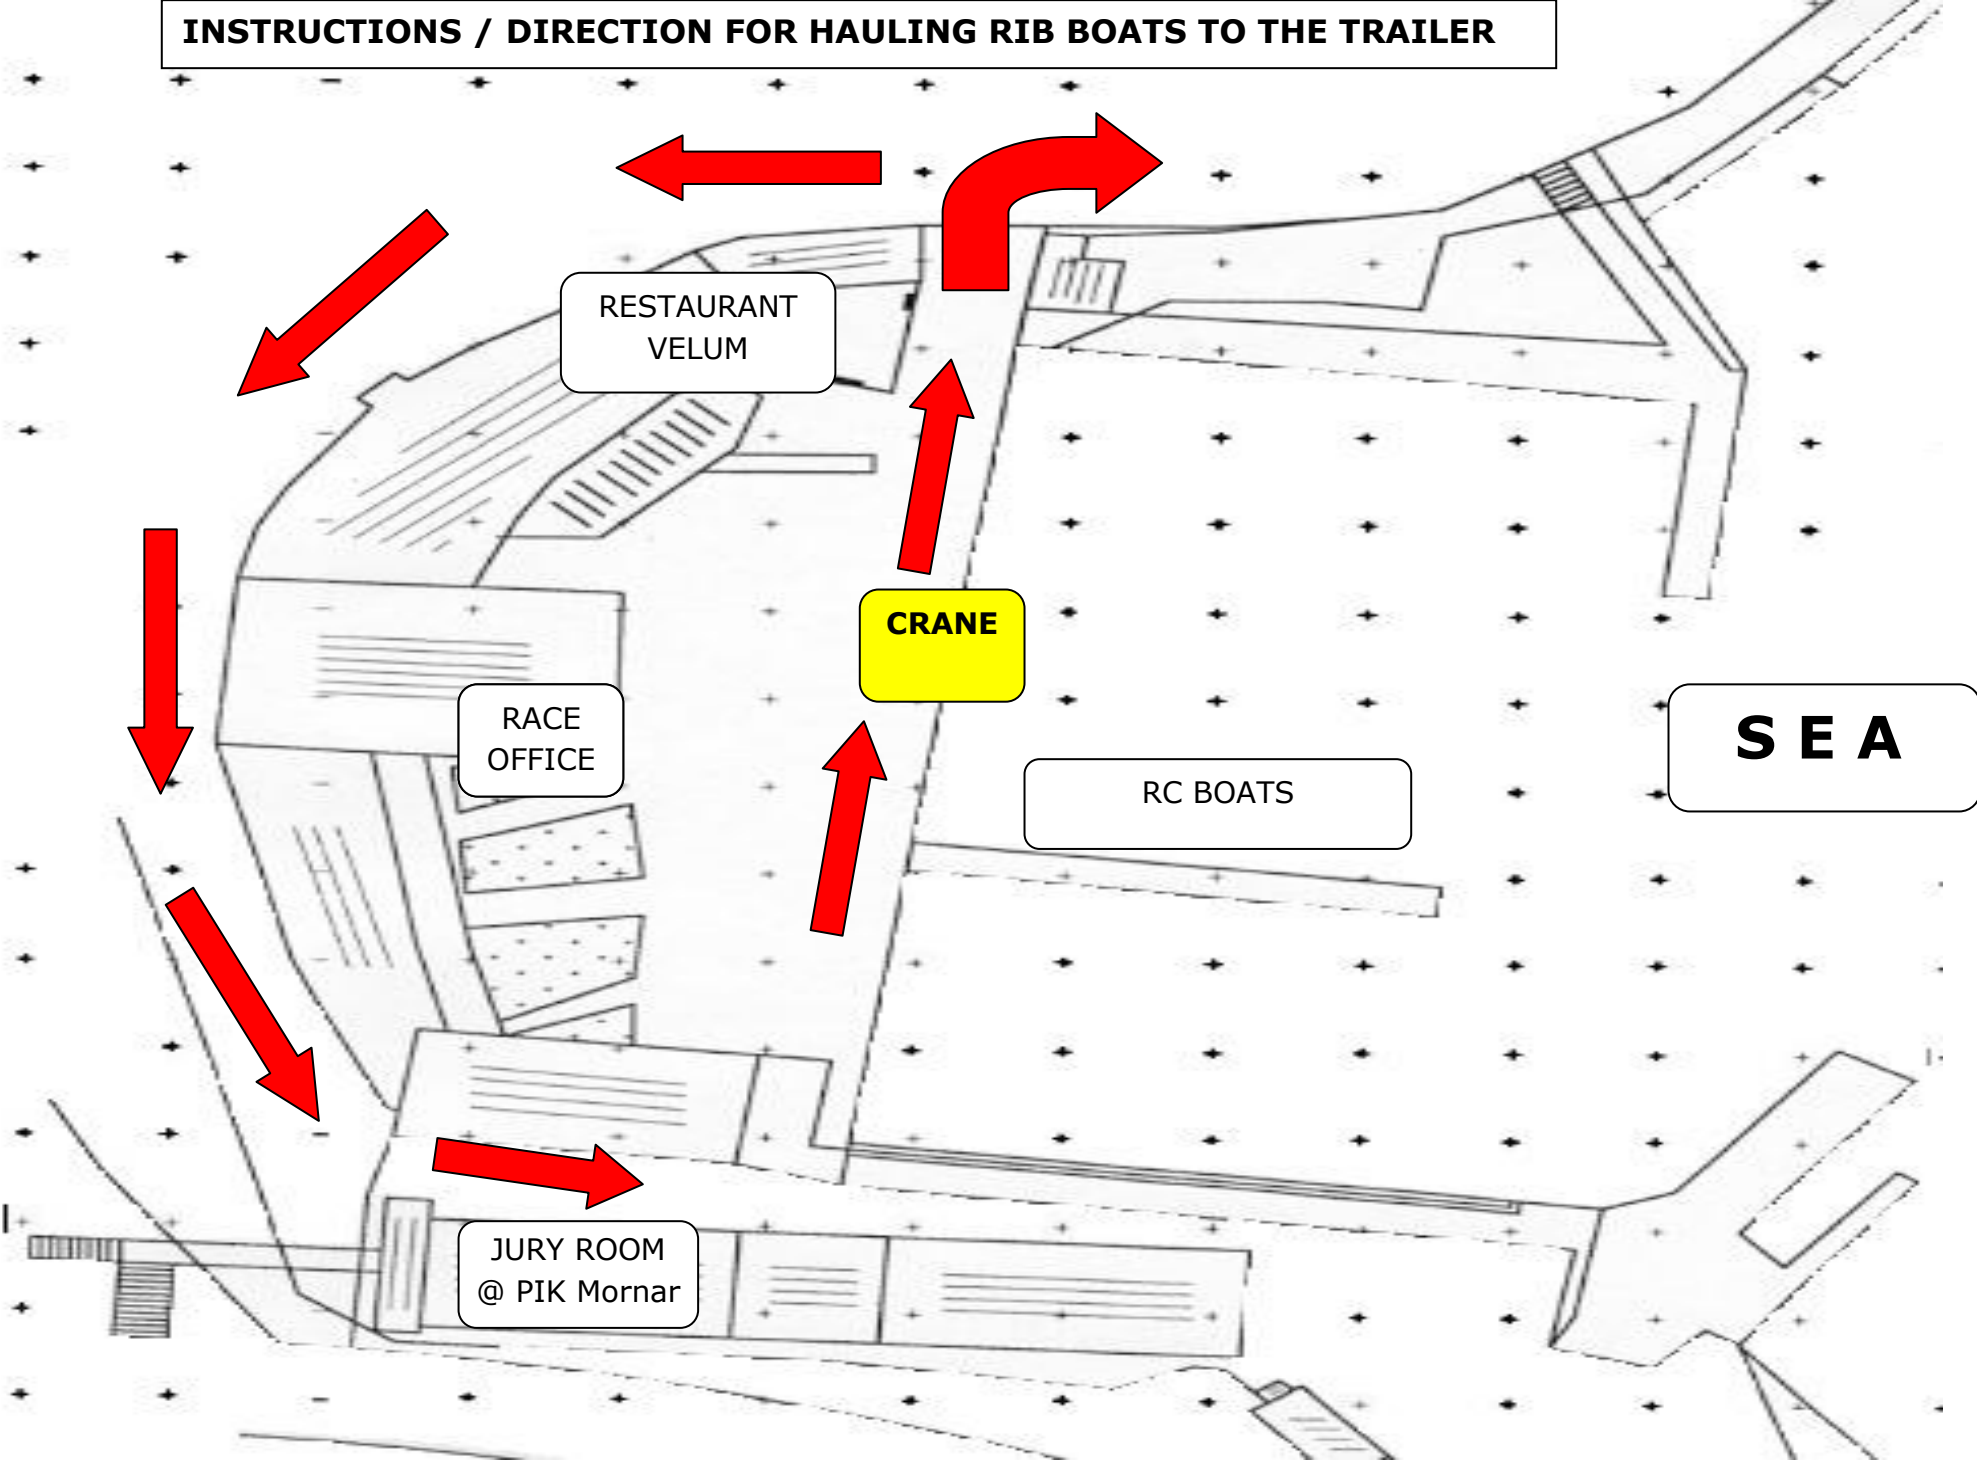 INSTRUCTIONS / DIRECTION FOR HAULING RIB BOATS TO THE TRAILER
RESTAURANT
VELUM
CRANE
RACE
OFFICE
S E A
RC BOATS
JURY ROOM
@ PIK Mornar